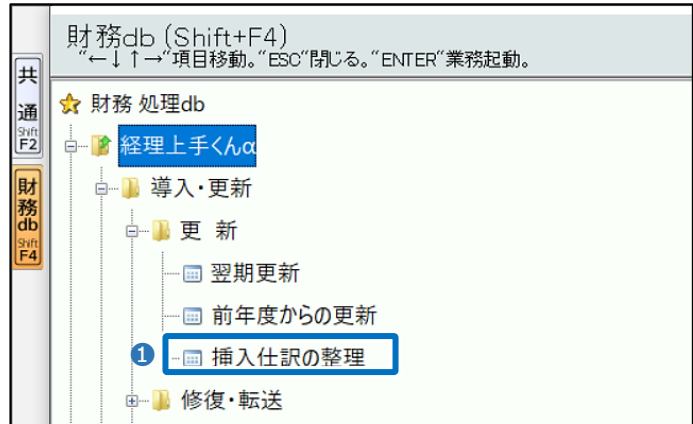 財務db (Shift+F4)
"←↓↑→"項目移動。"ESC"閉じる。"ENTER"業務起動。
共通
Shift
F2
財務db
Shift
F4
財務 処理db
経理上手くんα
導入・更新
更 新
翌期更新
前年度からの更新
1 挿入仕訳の整理
修復・転送